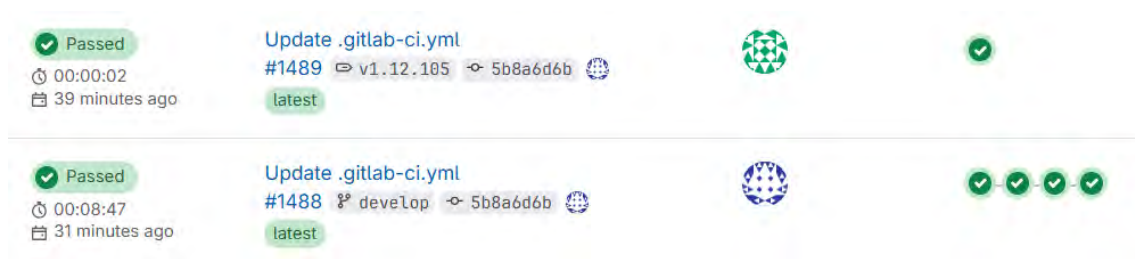 Passed
00:00:02
39 minutes ago
Update .gitlab-ci.yml
#1489 v1.12.105 5b8a6d6b
latest
Passed
00:08:47
31 minutes ago
Update .gitlab-ci.yml
#1488 develop 5b8a6d6b
latest